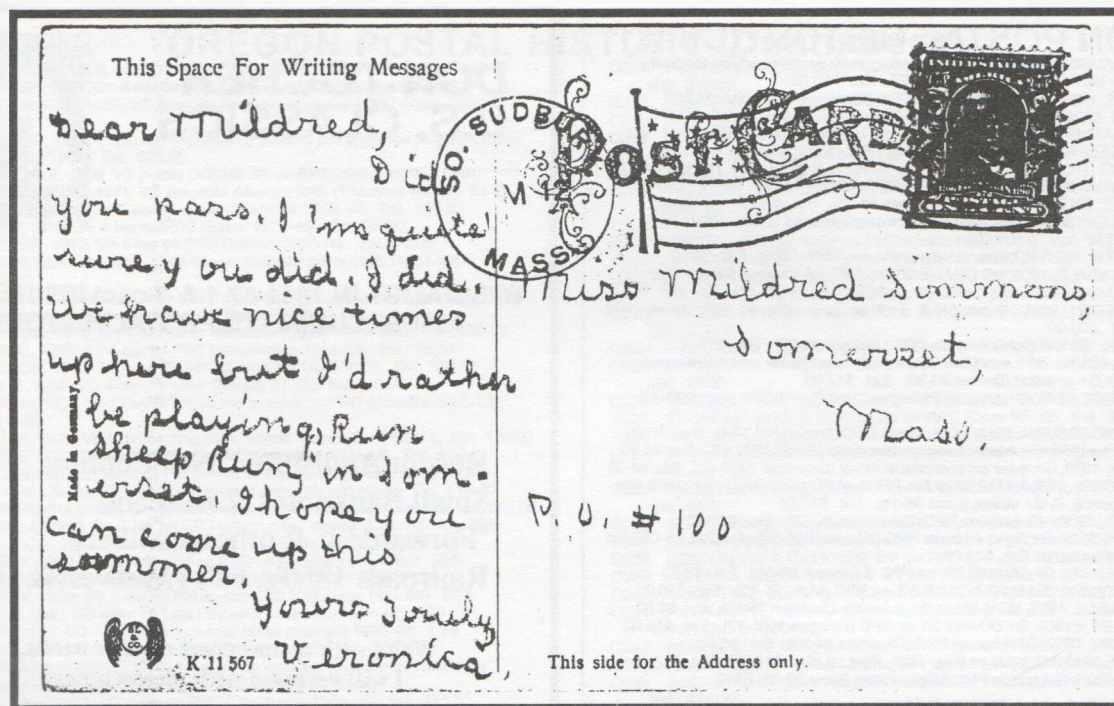 This Space For Writing Messages
Dear Mildred,
Did
you pass, I'm quite
sure you did I did,
We have nice times
up here but I'd rather
be playing, Run
Sheep Run, in Som
erset, I hope you
can come up this
summer,
Yours Truly
Veronica,
Made in Germany
K 11567
SO. SUDBURY
MASS.
POST CARD
Miss Mildred Simmons
Somerset,
Mass
P. O. #100
This side for the Address only.